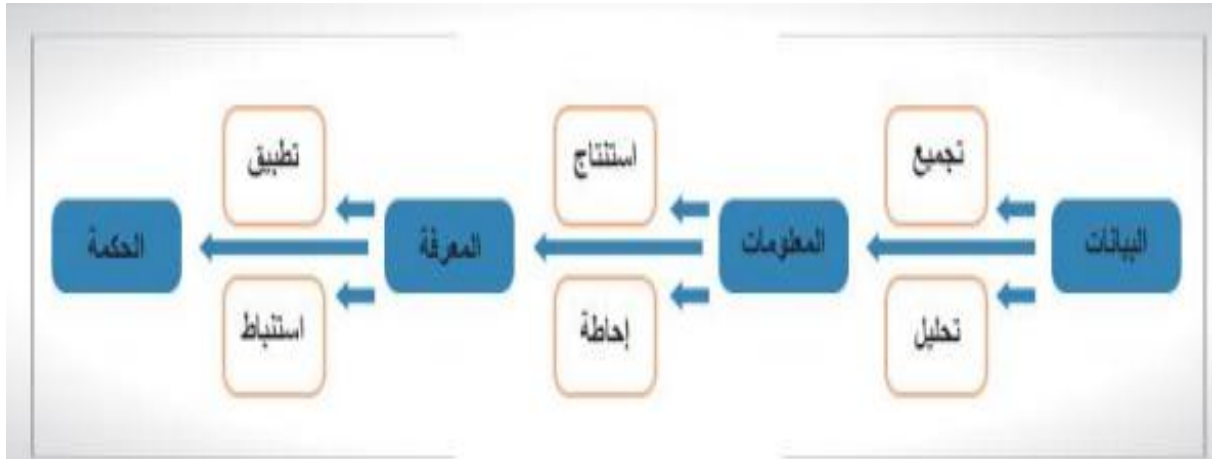 البيانات
تجميع
تحليل
المعلومات
استنتاج
إحاطة
المعرفة
تطبيق
استنباط
الحكمة